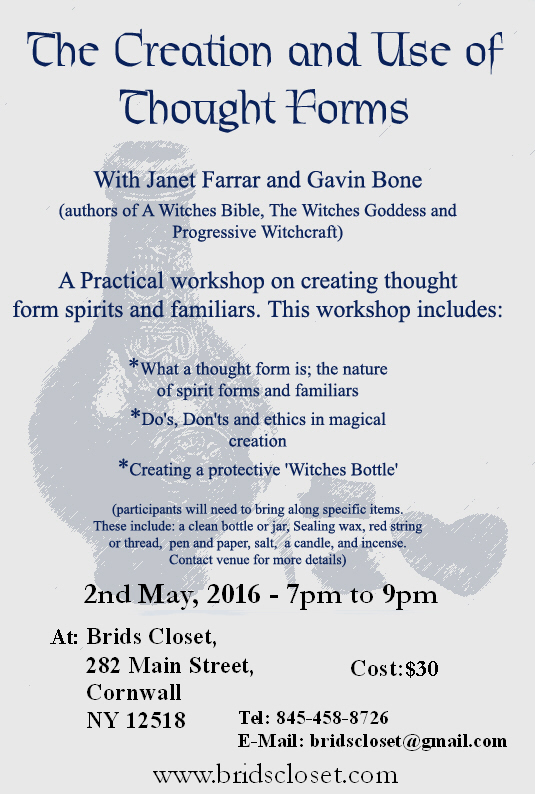 The Creation and Use of
Thought Forms
With Janet Farrar and Gavin Bone
(authors of A Witches Bible, The Witches Goddess and
Progressive Witchcraft)
A Practical workshop on creating thought
form spirits and familiars. This workshop includes:
*What a thought form is; the nature
of spirit forms and familiars
*Do's, Don'ts and ethics in magical
creation
*Creating a protective 'Witches Bottle'
(participants will need to bring along specific items.
These include: a clean bottle or jar, Sealing wax, red string
or thread, pen and paper, salt, a candle, and incense.
Contact venue for more details)
2nd May, 2016 - 7pm to 9pm
At: Brids Closet,
282 Main Street,
Cornwall
NY 12518
Cost:$30
Tel: 845-458-8726
E-Mail: bridscloset@gmail.com
www.bridscloset.com